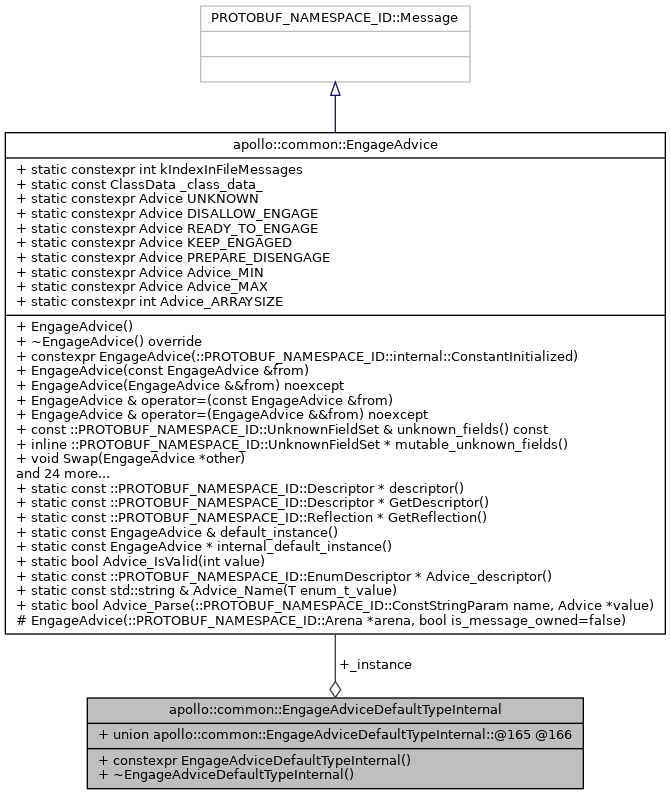 PROTOBUF_NAMESPACE_ID::Message
apollo::common::EngageAdvice
+ static constexpr int kIndexInFileMessages
+ static const ClassData _class_data_
+ static constexpr Advice UNKNOWN
+ static constexpr Advice DISALLOW_ENGAGE
+ static constexpr Advice READY_TO_ENGAGE
+ static constexpr Advice KEEP_ENGAGED
+ static constexpr Advice PREPARE_DISENGAGE
+ static constexpr Advice Advice_MIN
+ static constexpr Advice Advice_MAX
+ static constexpr int Advice_ARRAYSIZE
+ EngageAdvice()
+ ~EngageAdvice() override
+ constexpr EngageAdvice(::PROTOBUF_NAMESPACE_ID::internal::ConstantInitialized)
+ EngageAdvice(const EngageAdvice &from)
+ EngageAdvice(EngageAdvice &&from) noexcept
+ EngageAdvice & operator=(const EngageAdvice &from)
+ EngageAdvice & operator=(EngageAdvice &&from) noexcept
+ const ::PROTOBUF_NAMESPACE_ID::UnknownFieldSet & unknown_fields() const
+ inline ::PROTOBUF_NAMESPACE_ID::UnknownFieldSet * mutable_unknown_fields()
+ void Swap(EngageAdvice *other)
and 24 more...
+ static const ::PROTOBUF_NAMESPACE_ID::Descriptor * descriptor()
+ static const ::PROTOBUF_NAMESPACE_ID::Descriptor * GetDescriptor()
+ static const ::PROTOBUF_NAMESPACE_ID::Reflection * GetReflection()
+ static const EngageAdvice & default_instance()
+ static const EngageAdvice * internal_default_instance()
+ static bool Advice_IsValid(int value)
+ static const ::PROTOBUF_NAMESPACE_ID::EnumDescriptor * Advice_descriptor()
+ static const std::string & Advice_Name(T enum_t_value)
+ static bool Advice_Parse(::PROTOBUF_NAMESPACE_ID::ConstStringParam name, Advice *value)
# EngageAdvice(::PROTOBUF_NAMESPACE_ID::Arena *arena, bool is_message_owned=false)
+_instance
apollo::common::EngageAdviceDefaultTypeInternal
+ union apollo::common::EngageAdviceDefaultTypeInternal::@165 @166
+ constexpr EngageAdviceDefaultTypeInternal()
+ ~EngageAdviceDefaultTypeInternal()